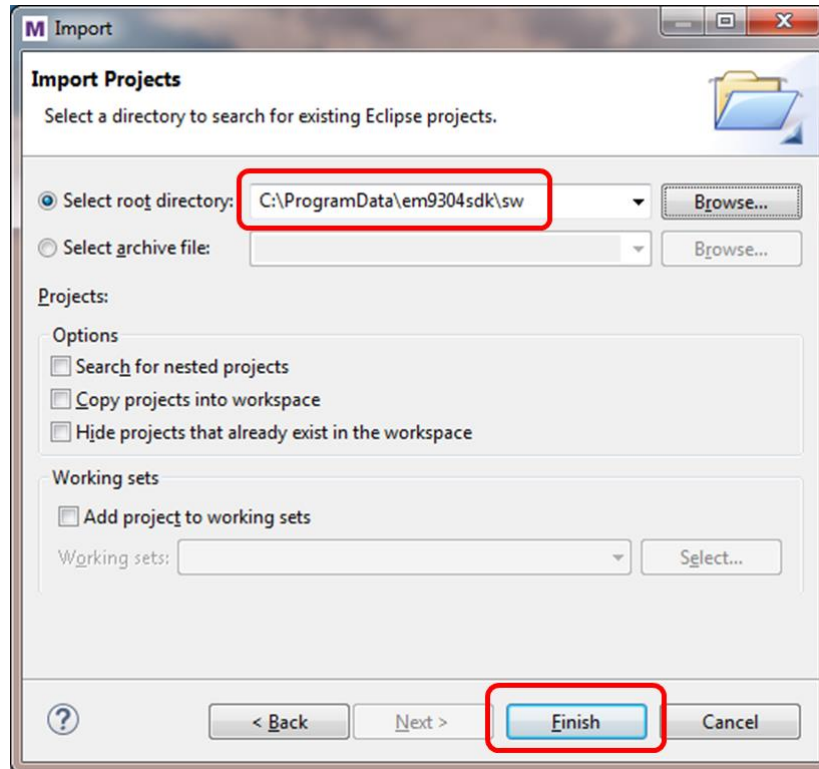 M Import
Import Projects
Select a directory to search for existing Eclipse projects.
Select root directory: C:\ProgramData\em9304sdk\sw Browse...
Select archive file: Browse...
Projects:
Options
Search for nested projects
Copy projects into workspace
Hide projects that already exist in the workspace
Working sets
Add project to working sets
Working sets: Select...
? < Back Next > Finish Cancel